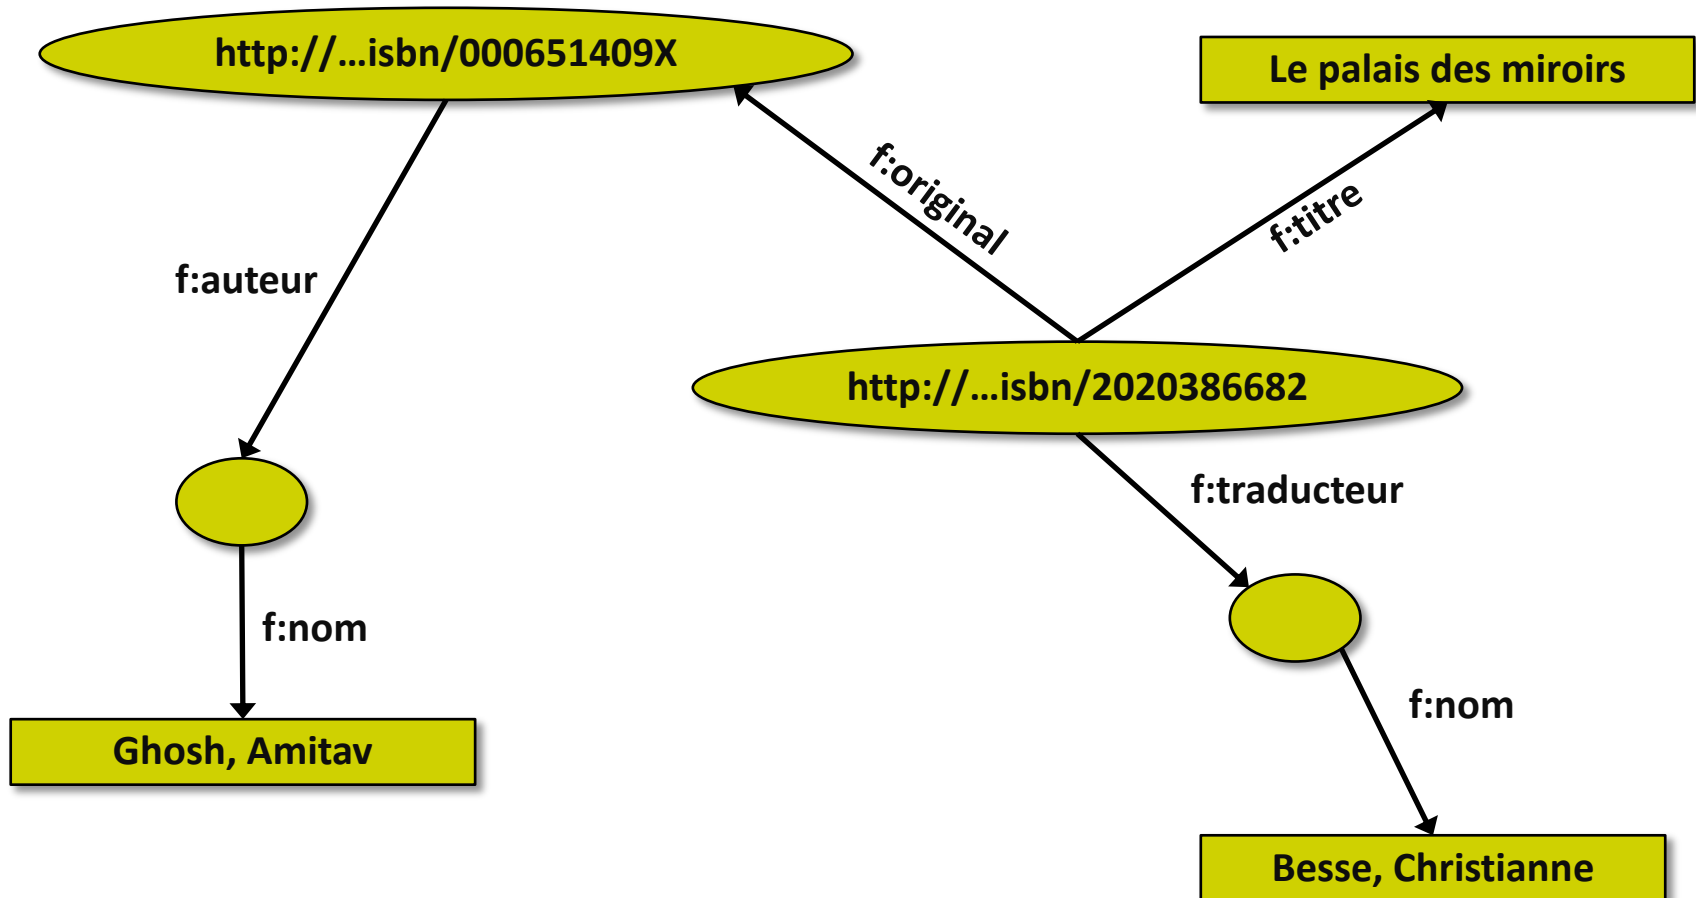 http://...isbn/000651409X
Le palais des miroirs
f:original
f:titre
f:auteur
http://...isbn/2020386682
f:traducteur
f:nom
f:nom
Ghosh, Amitav
Besse, Christianne